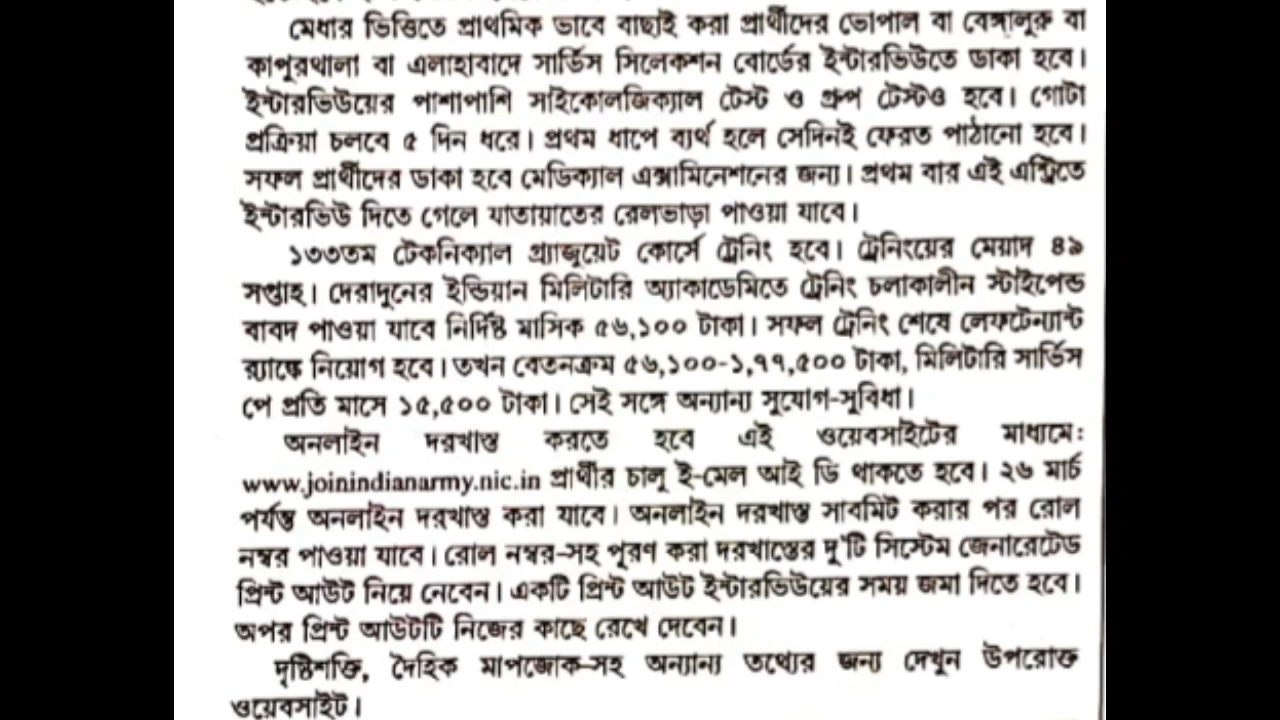 মেধার ভিত্তিতে প্রাথমিক ভাবে বাছাই করা প্রার্থীদের ভোপাল বা বেঙ্গালুরু বা
কাপুরথালা বা এলাহাবাদে সার্ভিস সিলেকশন বোর্ডের ইন্টারভিউতে ডাকা হবে।
ইন্টারভিউয়ের পাশাপাশি সাইকোলজিক্যাল টেস্ট ও গ্রুপ টেস্টও হবে। গোটা
প্রক্রিয়া চলবে ৫ দিন ধরে। প্রথম ধাপে ব্যর্থ হলে সেদিনই ফেরত পাঠানো হবে।
সফল প্রার্থীদের ডাকা হবে মেডিক্যাল এক্সামিনেশনের জন্য। প্রথম বার এই এন্ট্রিতে
ইন্টারভিউ দিতে গেলে যাতায়াতের রেলভাড়া পাওয়া যাবে।
১৩৩তম টেকনিক্যাল গ্র্যাজুয়েট কোর্সে ট্রেনিং হবে। ট্রেনিংয়ের মেয়াদ ৪৯
সপ্তাহ। দেরাদুনের ইন্ডিয়ান মিলিটারি অ্যাকাডেমিতে ট্রেনিং চলাকালীন স্টাইপেন্ড
বাবদ পাওয়া যাবে নির্দিষ্ট মাসিক ৫৬,১০০ টাকা। সফল ট্রেনিং শেষে লেফটেন্যান্ট
র‍্যাঙ্কে নিয়োগ হবে। তখন বেতনক্রম ৫৬,১০০-১,৭৭,৫০০ টাকা, মিলিটারি সার্ভিস
পে প্রতি মাসে ১৫,৫০০ টাকা। সেই সঙ্গে অন্যান্য সুযোগ-সুবিধা।
অনলাইন দরখাস্ত করতে হবে এই ওয়েবসাইটের মাধ্যমে:
www.joinindianarmy.nic.in প্রার্থীর চালু ই-মেল আই ডি থাকতে হবে। ২৬ মার্চ
পর্যন্ত অনলাইন দরখাস্ত করা যাবে। অনলাইন দরখাস্ত সাবমিট করার পর রোল
নম্বর পাওয়া যাবে। রোল নম্বর-সহ পূরণ করা দরখাস্তের দু'টি সিস্টেম জেনারেটেড
প্রিন্ট আউট নিয়ে নেবেন। একটি প্রিন্ট আউট ইন্টারভিউয়ের সময় জমা দিতে হবে।
অপর প্রিন্ট আউটটি নিজের কাছে রেখে দেবেন।
দৃষ্টিশক্তি, দৈহিক মাপজোক-সহ অন্যান্য তথ্যের জন্য দেখুন উপরোক্ত
ওয়েবসাইট।